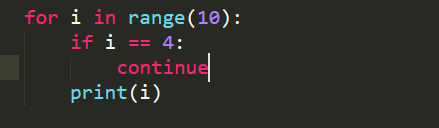 for i in range(10):
    if i == 4:
        continue
    print(i)